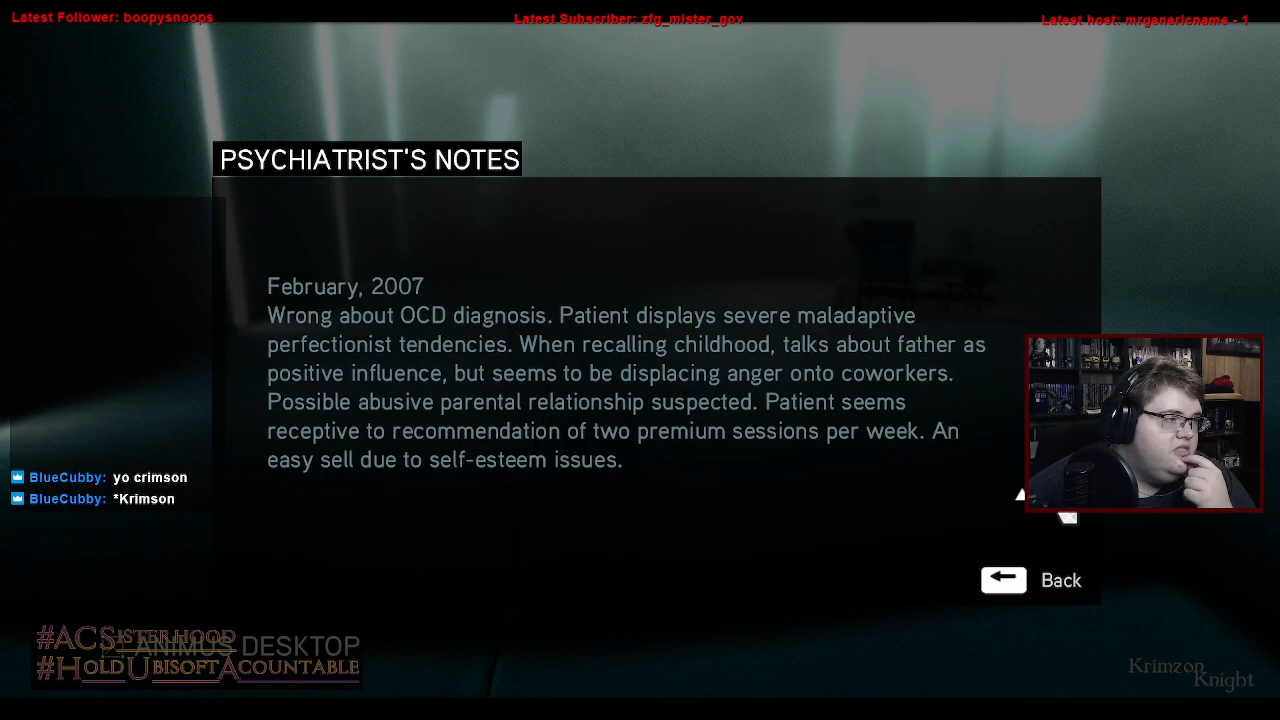 Latest Follower: boopysnoops
Latest Subscriber: zfg_mister_gov
Latest host: mrgenericname - 1
PSYCHIATRIST'S NOTES
February, 2007
Wrong about OCD diagnosis. Patient displays severe maladaptive
perfectionist tendencies. When recalling childhood, talks about father as
positive influence, but seems to be displacing anger onto coworkers.
Possible abusive parental relationship suspected. Patient seems
receptive to recommendation of two premium sessions per week. An
easy sell due to self-esteem issues.
BlueCubby: yo crimson
BlueCubby: *Krimson
Back
#ACSISTERHOOD
ANIMUS DESKTOP
#HOLDUBISOFTACOUNTABLE
Krimzon
Knight